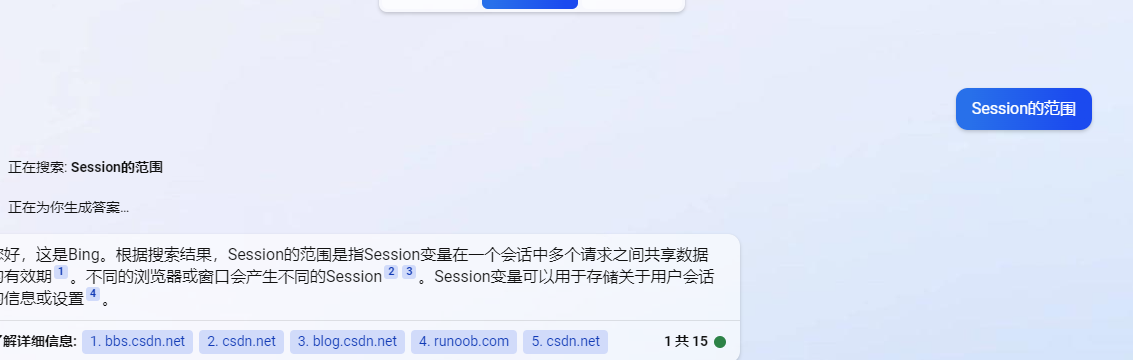 Session的范围
正在搜索: Session的范围
正在为你生成答案...
好，这是Bing。根据搜索结果，Session的范围是指Session变量在一个会话中多个请求之间共享数据
有效期 1 。不同的浏览器或窗口会产生不同的Session 2 3 。Session变量可以用于存储关于用户会话
信息或设置 4 。
解详细信息: 1. bbs.csdn.net 2. csdn.net 3. blog.csdn.net 4. runoob.com 5. csdn.net 1 共 15